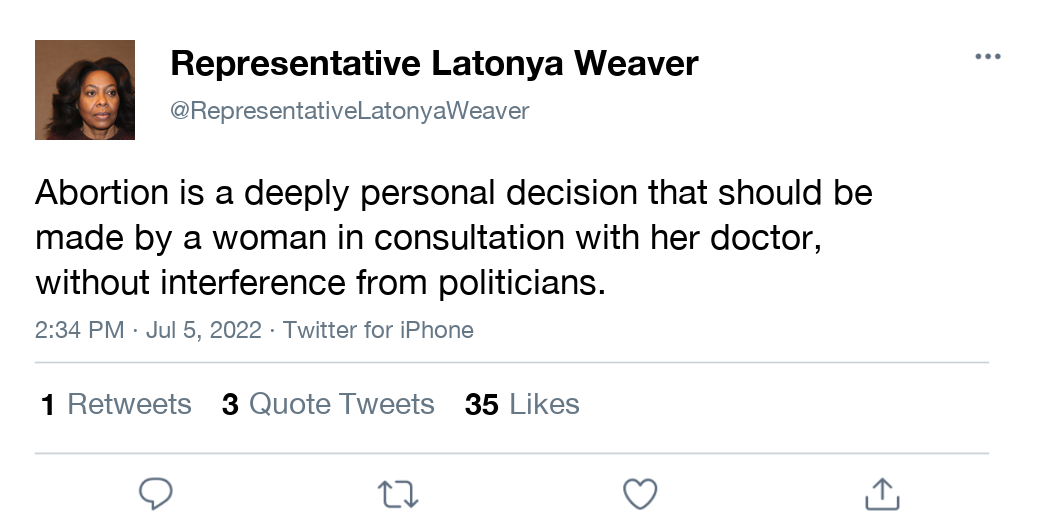 Representative Latonya Weaver
@RepresentativeLatonyaWeaver
Abortion is a deeply personal decision that should be
made by a woman in consultation with her doctor,
without interference from politicians.
2:34 PM · Jul 5, 2022 · Twitter for iPhone
1 Retweets 3 Quote Tweets 35 Likes